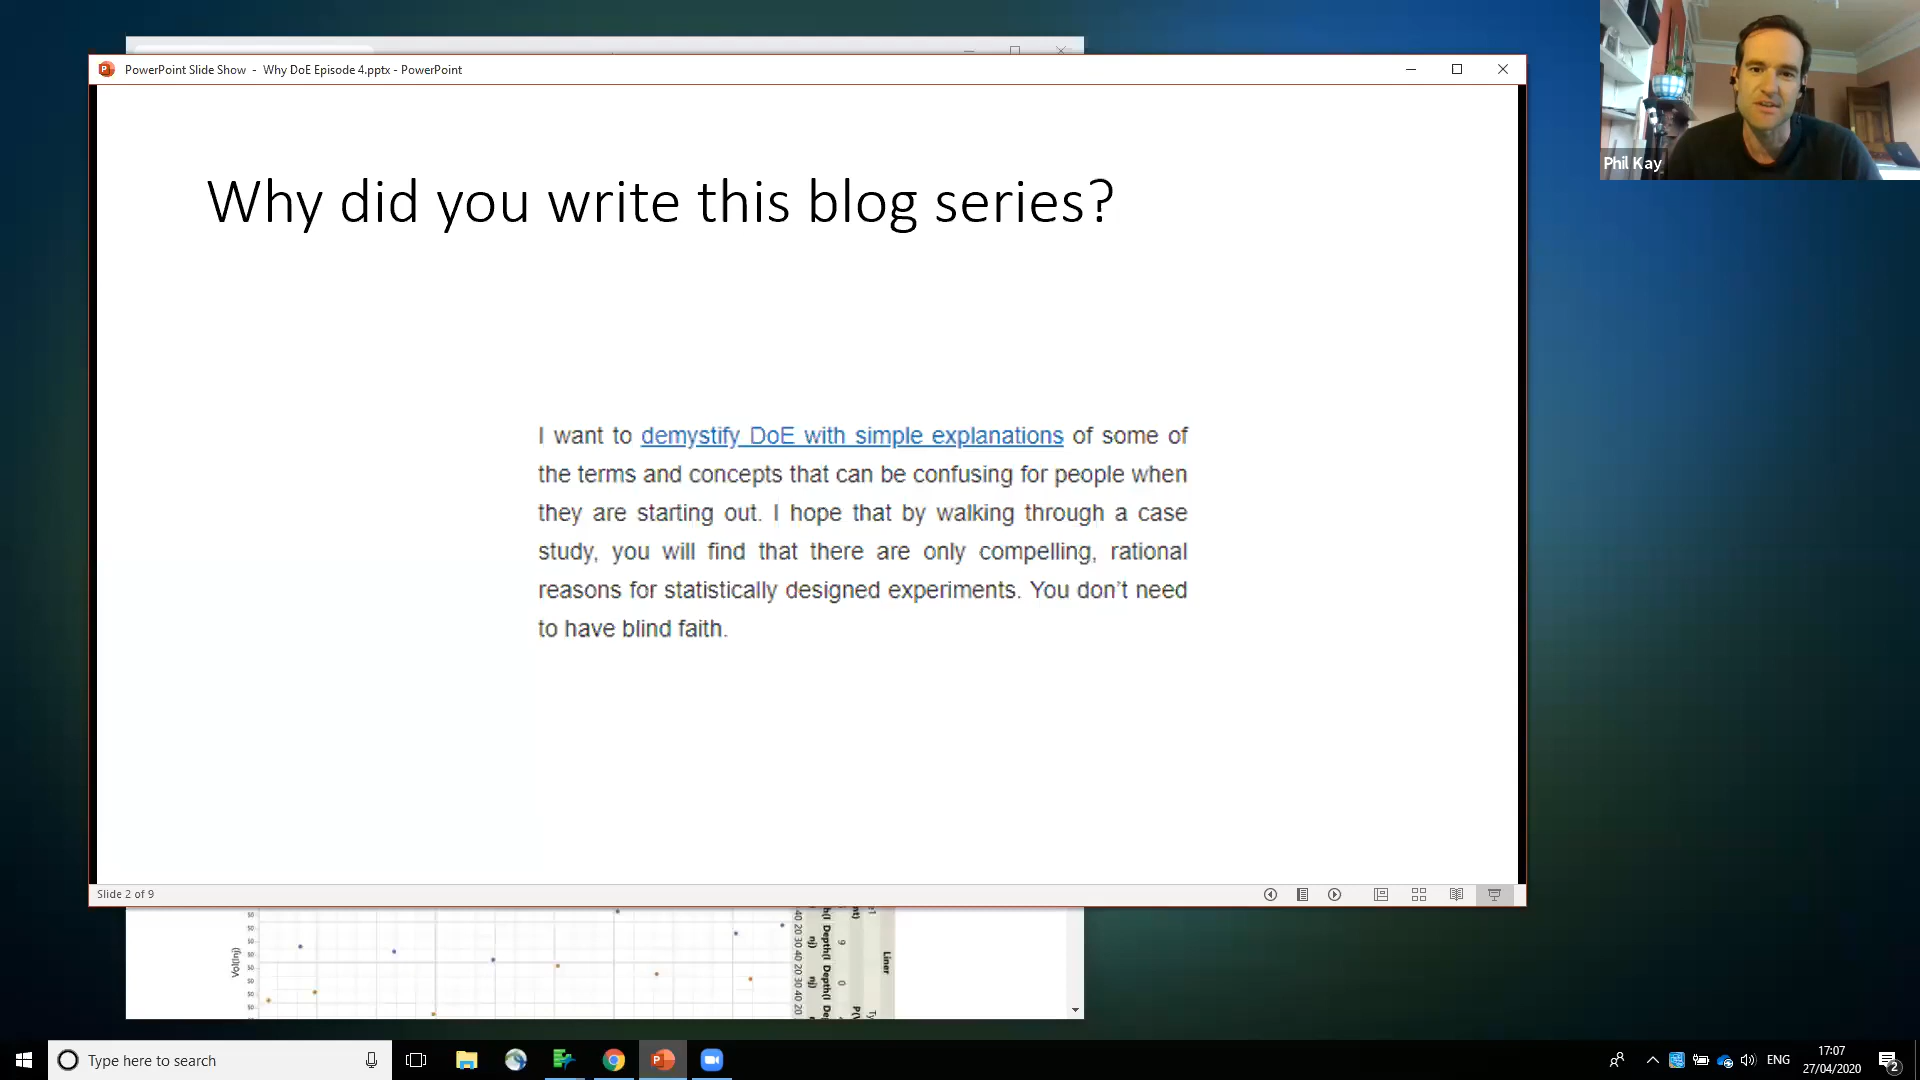 PowerPoint Slide Show - Why DoE Episode 4.pptx - PowerPoint
Phil Kay
Why did you write this blog series?
I want to demystify DoE with simple explanations of some of
the terms and concepts that can be confusing for people when
they are starting out. I hope that by walking through a case
study, you will find that there are only compelling, rational
reasons for statistically designed experiments. You don’t need
to have blind faith.
Slide 2 of 9
Vol(Inj)
Liner
Type here to search
ENG
17:07
27/04/2020
2